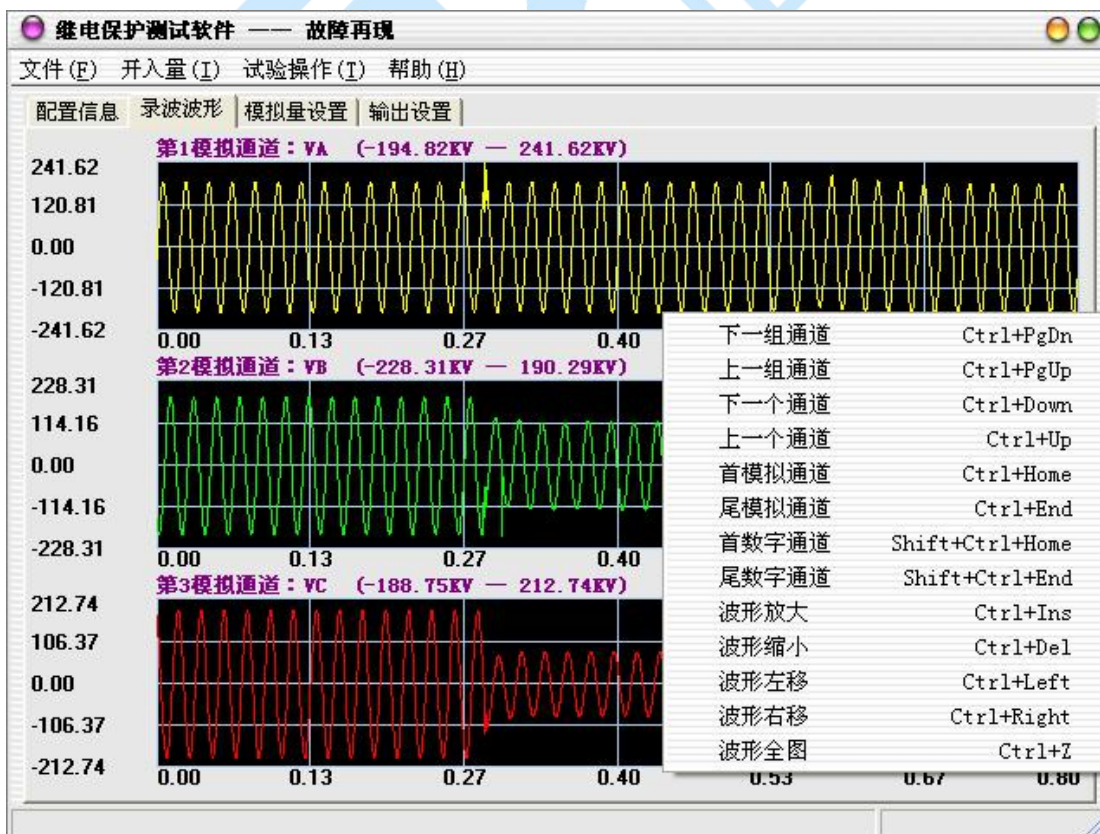 继电保护测试软件 —— 故障再现
文件(F) 开入量(I) 试验操作(T) 帮助(H)
配置信息 录波波形 模拟量设置 输出设置
第1模拟通道：VA (-194.82KV — 241.62KV)
241.62
120.81
0.00
-120.81
-241.62
0.00 0.13 0.27 0.40
第2模拟通道：VB (-228.31KV — 190.29KV)
228.31
114.16
0.00
-114.16
-228.31
0.00 0.13 0.27 0.40
第3模拟通道：VC (-188.75KV — 212.74KV)
212.74
106.37
0.00
-106.37
-212.74
0.00 0.13 0.27 0.40 0.53 0.67 0.80
下一组通道 Ctrl+PgDn
上一组通道 Ctrl+PgUp
下一个通道 Ctrl+Down
上一个通道 Ctrl+Up
首模拟通道 Ctrl+Home
尾模拟通道 Ctrl+End
首数字通道 Shift+Ctrl+Home
尾数字通道 Shift+Ctrl+End
波形放大 Ctrl+Ins
波形缩小 Ctrl+Del
波形左移 Ctrl+Left
波形右移 Ctrl+Right
波形全图 Ctrl+Z